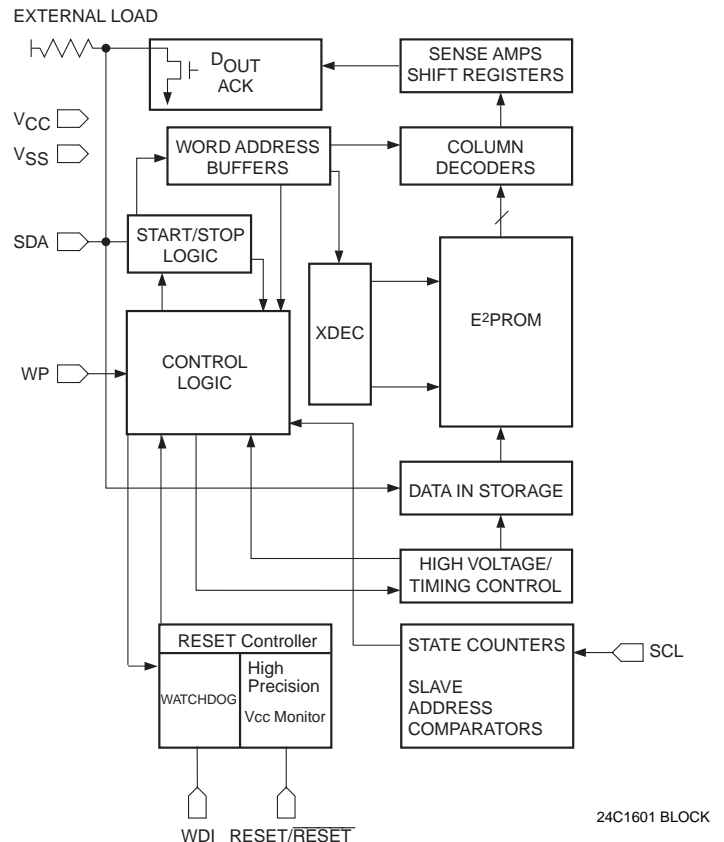 EXTERNAL LOAD
DOUT
ACK
SENSE AMPS
SHIFT REGISTERS
VCC
VSS
WORD ADDRESS
BUFFERS
COLUMN
DECODERS
SDA
START/STOP
LOGIC
XDEC
E²PROM
WP
CONTROL
LOGIC
DATA IN STORAGE
HIGH VOLTAGE/
TIMING CONTROL
RESET Controller
WATCHDOG
High
Precision
Vcc Monitor
STATE COUNTERS
SLAVE
ADDRESS
COMPARATORS
SCL
WDI
RESET/RESET
24C1601 BLOCK